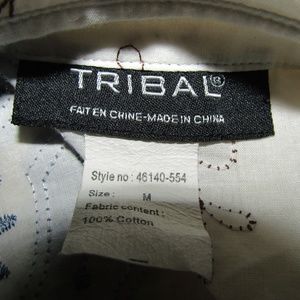 TRIBAL®
FAIT EN CHINE-MADE IN CHINA
Style no : 46140-554
Size : M
Fabric content :
100% Cotton